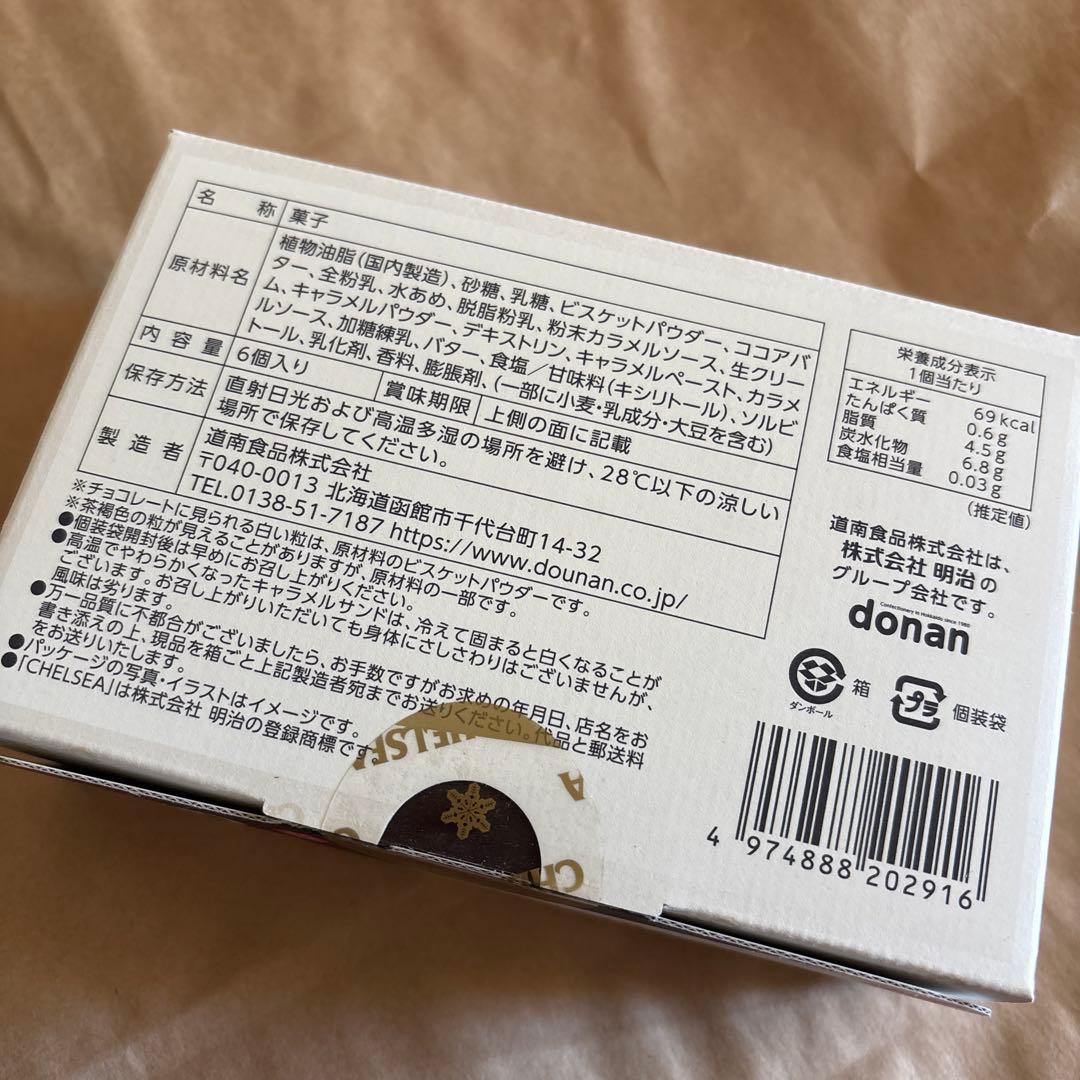 名称 菓子
原材料名
植物油脂(国内製造)、砂糖、乳糖、ビスケットパウダー、ココアバ
ター、全粉乳、水あめ、脱脂粉乳、粉末カラメルソース、生クリー
ム、キャラメルパウダー、デキストリン、キャラメルペースト、カラメ
ルソース、加糖練乳、バター、食塩/甘味料(キシリトール)、ソルビ
トール、乳化剤、香料、膨脹剤、(一部に小麦・乳成分・大豆を含む)
内容量 6個入り 賞味期限 上側の面に記載
保存方法 直射日光および高温多湿の場所を避け、28℃以下の涼しい
場所で保存してください。
製造者 道南食品株式会社
〒040-0013 北海道函館市千代台町14-32
TEL.0138-51-7187 https://www.dounan.co.jp/
※チョコレートに見られる白い粒は、原材料のビスケットパウダーです。
※茶褐色の粒が見えることがありますが、原材料の一部です。
●個装袋開封後は早めにお召し上がりください。
●高温でやわらかくなったキャラメルサンドは、冷えて固まると白くなることが
ございます。お召し上がりいただいても身体にさしさわりはございませんが、
風味は劣ります。
●万一品質に不都合がございましたら、お手数ですがお求めの年月日、店名をお
書き添えの上、現品を箱ごと上記製造者宛までお送りください。代品と郵送料
をお送りいたします。
●パッケージの写真・イラストはイメージです。
●「CHELSEA」は株式会社 明治の登録商標です
栄養成分表示
1個当たり
エネルギー 69kcal
たんぱく質 0.6g
脂質 4.5g
炭水化物 6.8g
食塩相当量 0.03g
(推定値)
道南食品株式会社は、
株式会社 明治の
グループ会社です。
Confectionery in Hokkaido since 1980
donan
ダンボール
箱
プラ
個装袋
4 974888 202916
CHELSEA